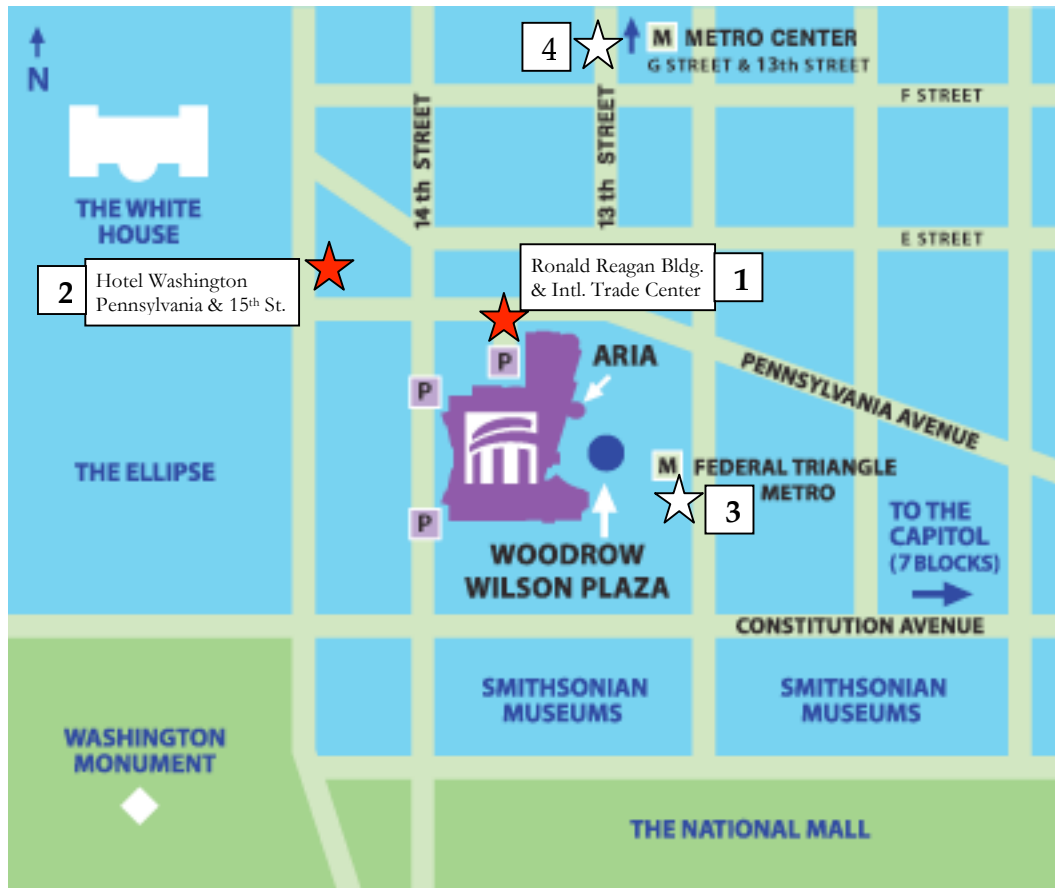 4
M METRO CENTER
G STREET & 13th STREET
N
F STREET
14th STREET
13th STREET
THE WHITE
HOUSE
E STREET
2
Hotel Washington
Pennsylvania & 15th St.
Ronald Reagan Bldg.
& Intl. Trade Center
1
P
ARIA
P
PENNSYLVANIA AVENUE
THE ELLIPSE
M FEDERAL TRIANGLE
METRO
3
P
TO THE
CAPITOL
(7 BLOCKS)
WOODROW
WILSON PLAZA
CONSTITUTION AVENUE
SMITHSONIAN
MUSEUMS
SMITHSONIAN
MUSEUMS
WASHINGTON
MONUMENT
THE NATIONAL MALL